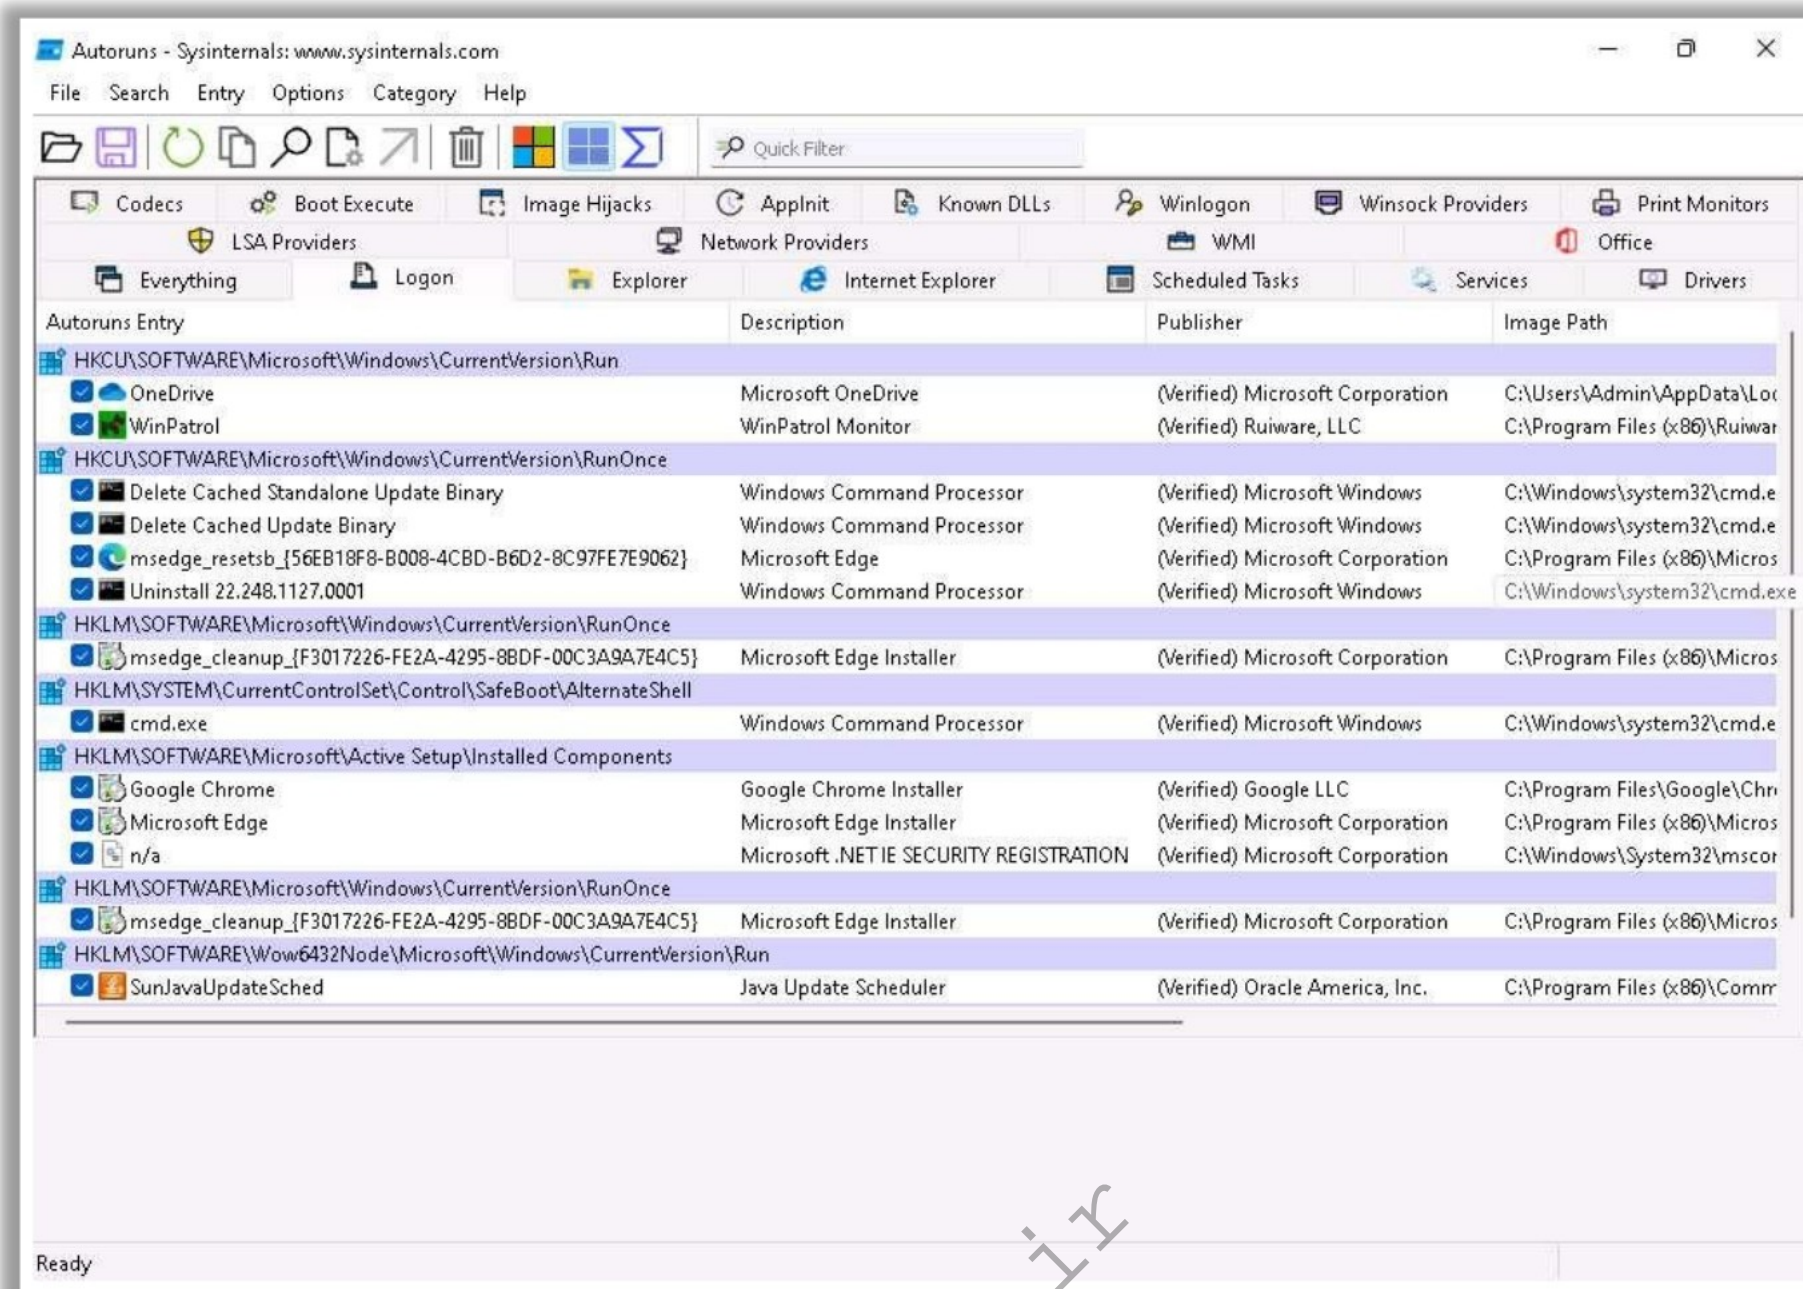 Autoruns - Sysinternals: www.sysinternals.com
File Search Entry Options Category Help
Quick Filter
Codecs Boot Execute Image Hijacks AppInit Known DLLs Winlogon Winsock Providers Print Monitors
LSA Providers Network Providers WMI Office
Everything Logon Explorer Internet Explorer Scheduled Tasks Services Drivers
Autoruns Entry Description Publisher Image Path
HKCU\SOFTWARE\Microsoft\Windows\CurrentVersion\Run
OneDrive Microsoft OneDrive (Verified) Microsoft Corporation C:\Users\Admin\AppData\Loc
WinPatrol WinPatrol Monitor (Verified) Ruiware, LLC C:\Program Files (x86)\Ruiwar
HKCU\SOFTWARE\Microsoft\Windows\CurrentVersion\RunOnce
Delete Cached Standalone Update Binary Windows Command Processor (Verified) Microsoft Windows C:\Windows\system32\cmd.e
Delete Cached Update Binary Windows Command Processor (Verified) Microsoft Windows C:\Windows\system32\cmd.e
msedge_resetsb_{56EB18F8-B008-4CBD-B6D2-8C97FE7E9062} Microsoft Edge (Verified) Microsoft Corporation C:\Program Files (x86)\Micros
Uninstall 22.248.1127.0001 Windows Command Processor (Verified) Microsoft Windows C:\Windows\system32\cmd.exe
HKLM\SOFTWARE\Microsoft\Windows\CurrentVersion\RunOnce
msedge_cleanup_{F3017226-FE2A-4295-8BDF-00C3A9A7E4C5} Microsoft Edge Installer (Verified) Microsoft Corporation C:\Program Files (x86)\Micros
HKLM\SYSTEM\CurrentControlSet\Control\SafeBoot\AlternateShell
cmd.exe Windows Command Processor (Verified) Microsoft Windows C:\Windows\system32\cmd.e
HKLM\SOFTWARE\Microsoft\Active Setup\Installed Components
Google Chrome Google Chrome Installer (Verified) Google LLC C:\Program Files\Google\Chr
Microsoft Edge Microsoft Edge Installer (Verified) Microsoft Corporation C:\Program Files (x86)\Micros
n/a Microsoft .NET IE SECURITY REGISTRATION (Verified) Microsoft Corporation C:\Windows\System32\mscor
HKLM\SOFTWARE\Microsoft\Windows\CurrentVersion\RunOnce
msedge_cleanup_{F3017226-FE2A-4295-8BDF-00C3A9A7E4C5} Microsoft Edge Installer (Verified) Microsoft Corporation C:\Program Files (x86)\Micros
HKLM\SOFTWARE\Wow6432Node\Microsoft\Windows\CurrentVersion\Run
SunJavaUpdateSched Java Update Scheduler (Verified) Oracle America, Inc. C:\Program Files (x86)\Comm
ir
Ready